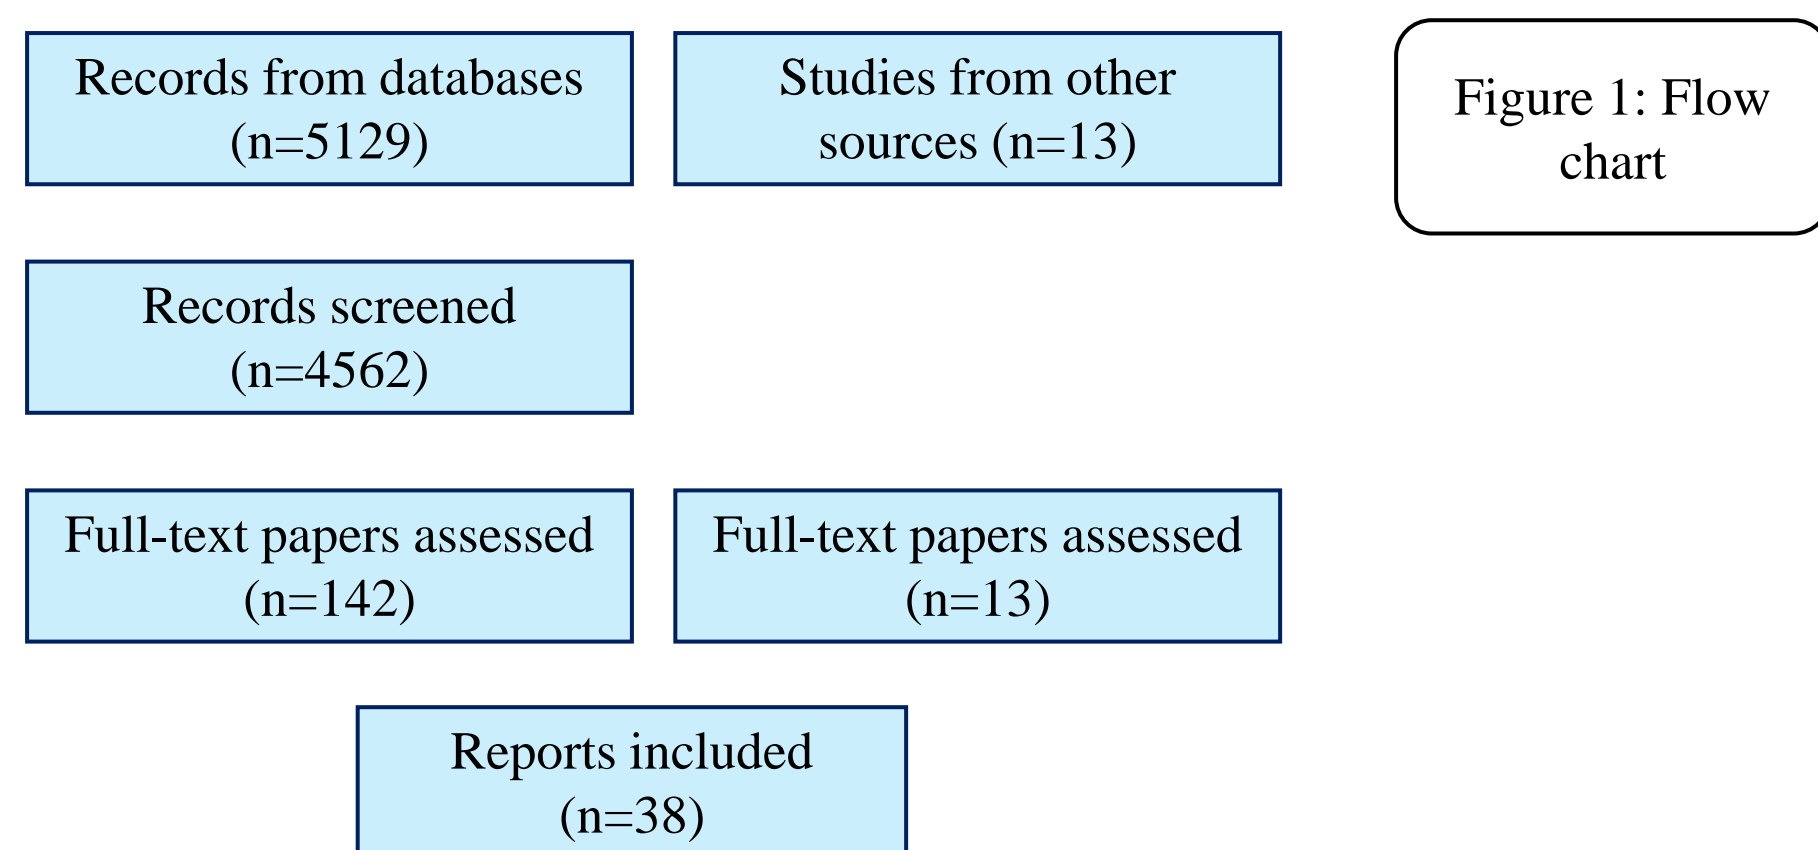 Records from databases
(n=5129)
Studies from other
sources (n=13)
Figure 1: Flow
chart
Records screened
(n=4562)
Full-text papers assessed
(n=142)
Full-text papers assessed
(n=13)
Reports included
(n=38)